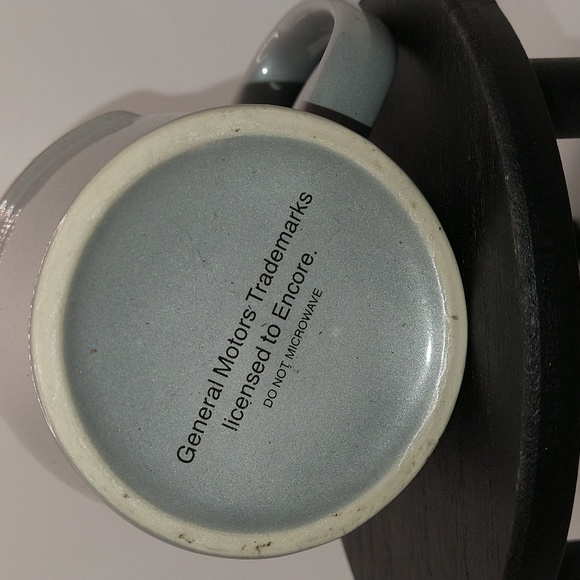 General Motors Trademarks
licensed to Encore.
DO NOT MICROWAVE